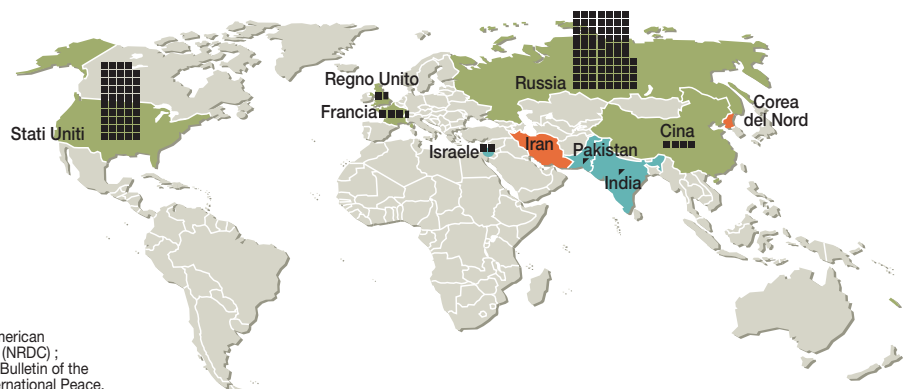 Regno Unito
Francia
Stati Uniti
Israele
Russia
Iran
Pakistan
India
Cina
Corea
del Nord
merican
(NRDC) ;
Bulletin of the
ernational Peace.